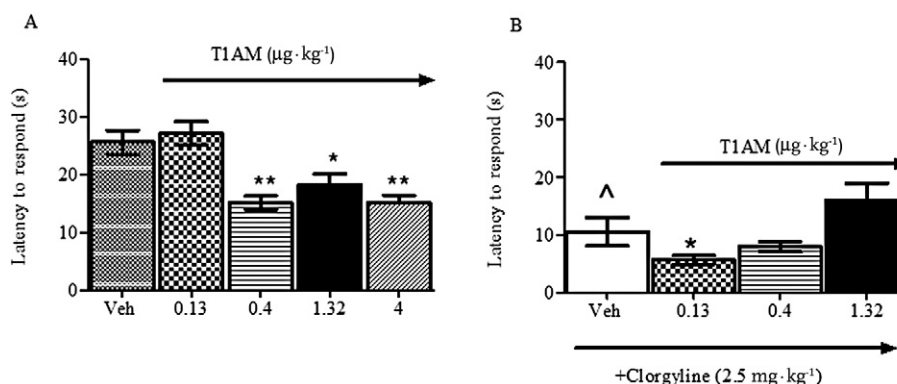 A
T1AM (µg·kg-1)
Latency to respond (s)
40
30
20
10
0
** * **
Veh 0.13 0.4 1.32 4
B
T1AM (µg·kg-1)
Latency to respond (s)
40
30
20
10
0
^ *
Veh 0.13 0.4 1.32
+Clorgyline (2.5 mg·kg-1)